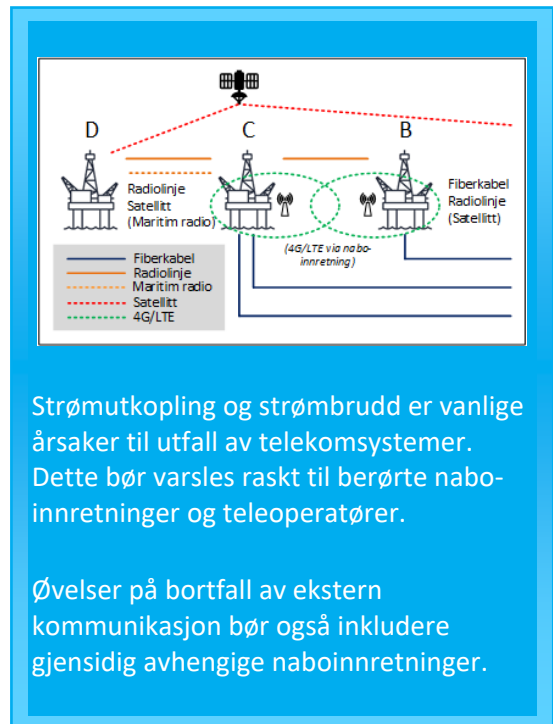 D
C
B
Radiolinje
Satellitt
(Maritim radio)
Fiberkabel
Radiolinje
(Satellitt)
(4G/LTE via nabo-
innretning)
Fiberkabel
Radiolinje
Maritim radio
Satellitt
4G/LTE
Strømutkopling og strømbrudd er vanlige
årsaker til utfall av telekomsystemer.
Dette bør varsles raskt til berørte nabo-
innretninger og teleoperatører.
Øvelser på bortfall av ekstern
kommunikasjon bør også inkludere
gjensidig avhengige naboinnretninger.